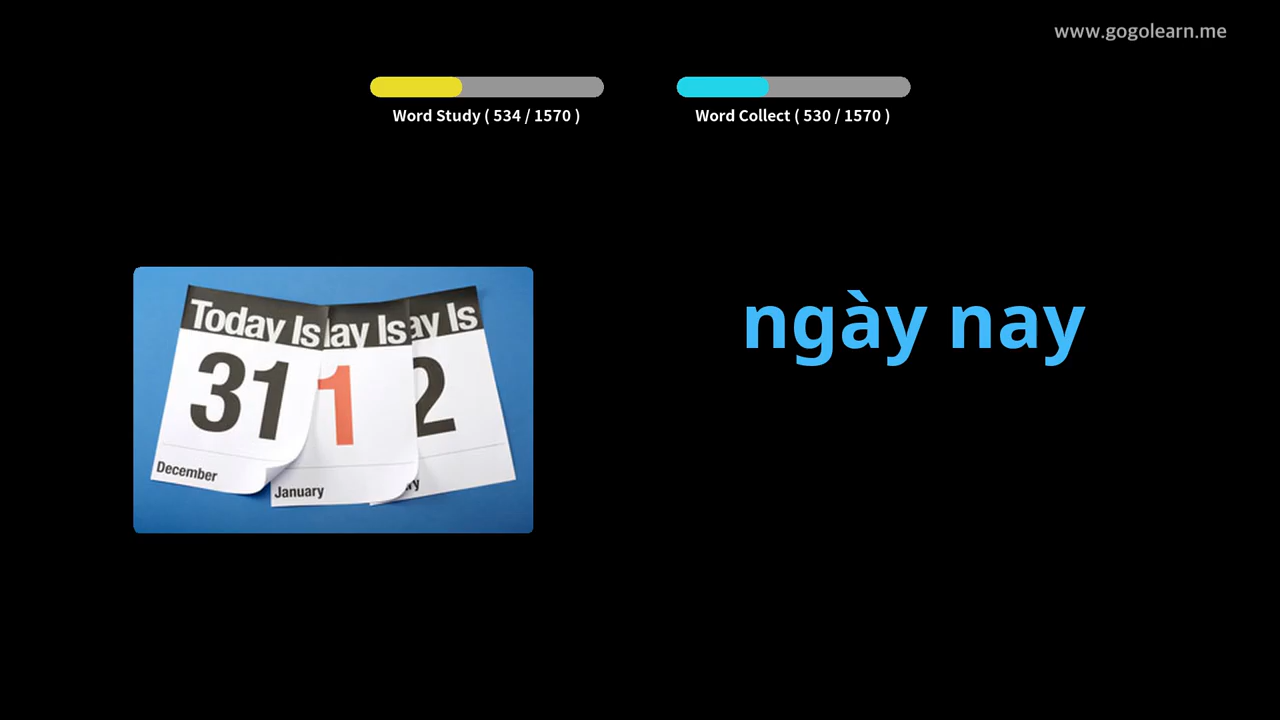 www.gogolearn.me
Word Study ( 534 / 1570 )
Word Collect ( 530 / 1570 )
ngày nay
Today Is
ay Is
ay Is
31
1
2
December
January
ry